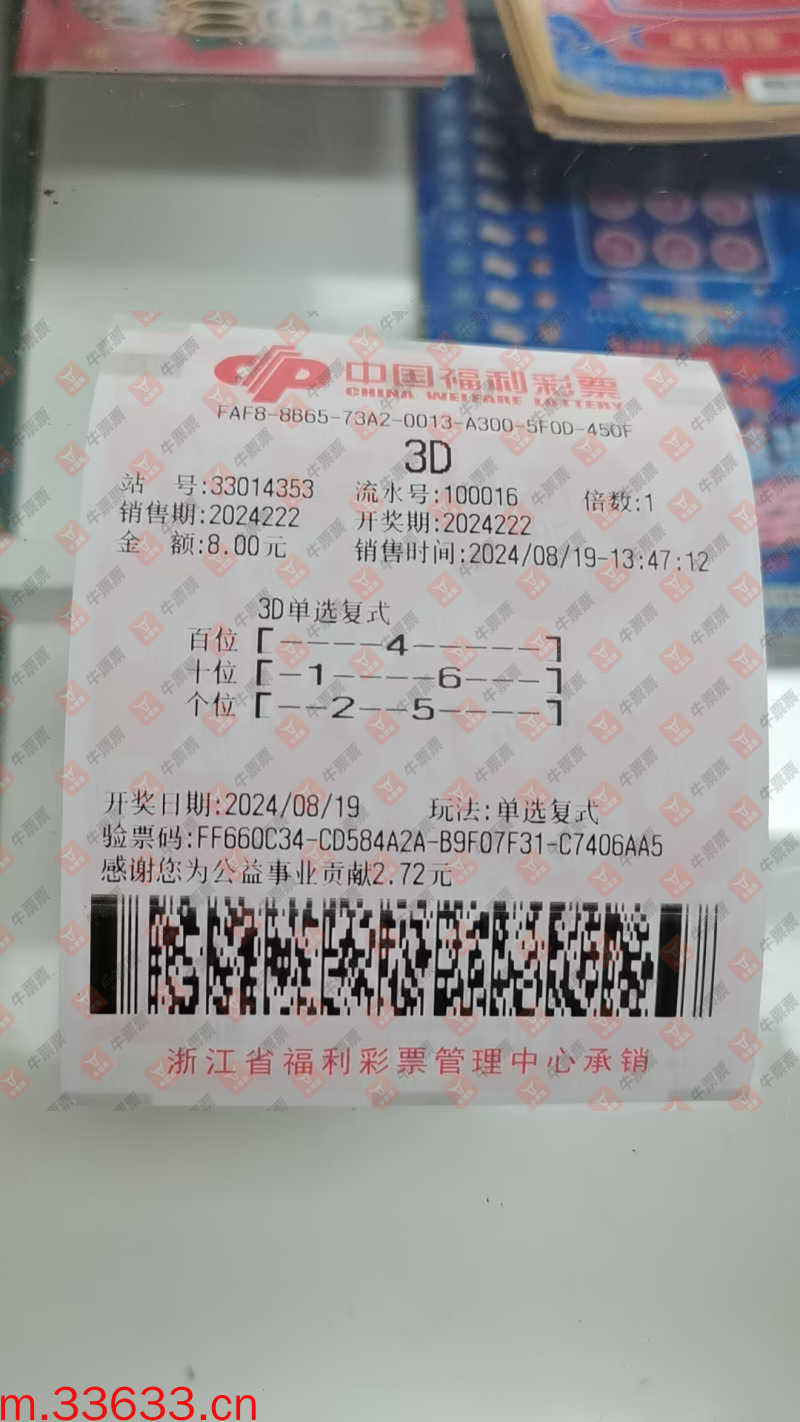 中国福利彩票
CHINA WELFARE LOTTERY
FAF8-8B65-73A2-0013-A300-5F0D-450F
3D
站 号:33014353 流水号:100016 倍数:1
销售期:2024222 开奖期:2024222
金 额:8.00元 销售时间:2024/08/19-13:47:12
3D单选复式
百位 [----4-----]
十位 [-1----6---]
个位 [--2--5----]
开奖日期:2024/08/19 玩法:单选复式
验票码:FF660C34-CD584A2A-B9F07F31-C7406AA5
感谢您为公益事业贡献2.72元
浙江省福利彩票管理中心承销
牛票票
m.33633.cn